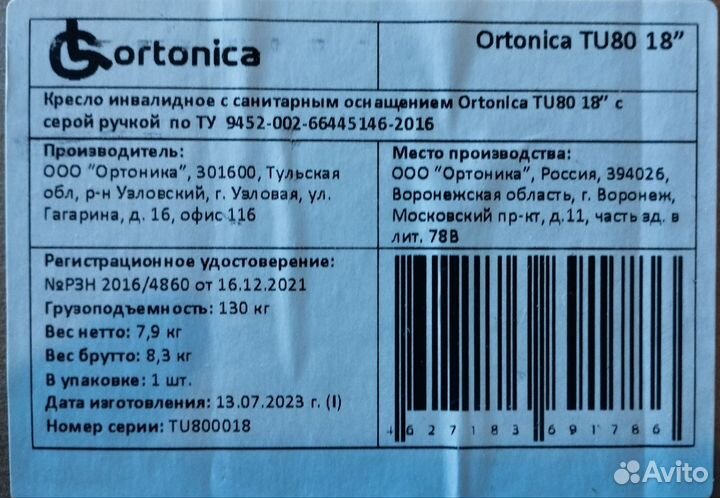 ortonica
Ortonica TU80 18”
Кресло инвалидное с санитарным оснащением Ortonica TU80 18” с
серой ручкой по ТУ 9452-002-66445146-2016
Производитель:
ООО “Ортоника”, 301600, Тульская
обл, р-н Узловский, г. Узловая, ул.
Гагарина, д. 16, офис 116
Место производства:
ООО “Ортоника”, Россия, 394026,
Воронежская область, г. Воронеж,
Московский пр-кт, д.11, часть зд. в
лит. 78В
Регистрационное удостоверение:
№РЗН 2016/4860 от 16.12.2021
Грузоподъемность: 130 кг
Вес нетто: 7,9 кг
Вес брутто: 8,3 кг
В упаковке: 1 шт.
Дата изготовления: 13.07.2023 г. (I)
Номер серии: TU800018
4627183691786
Avito